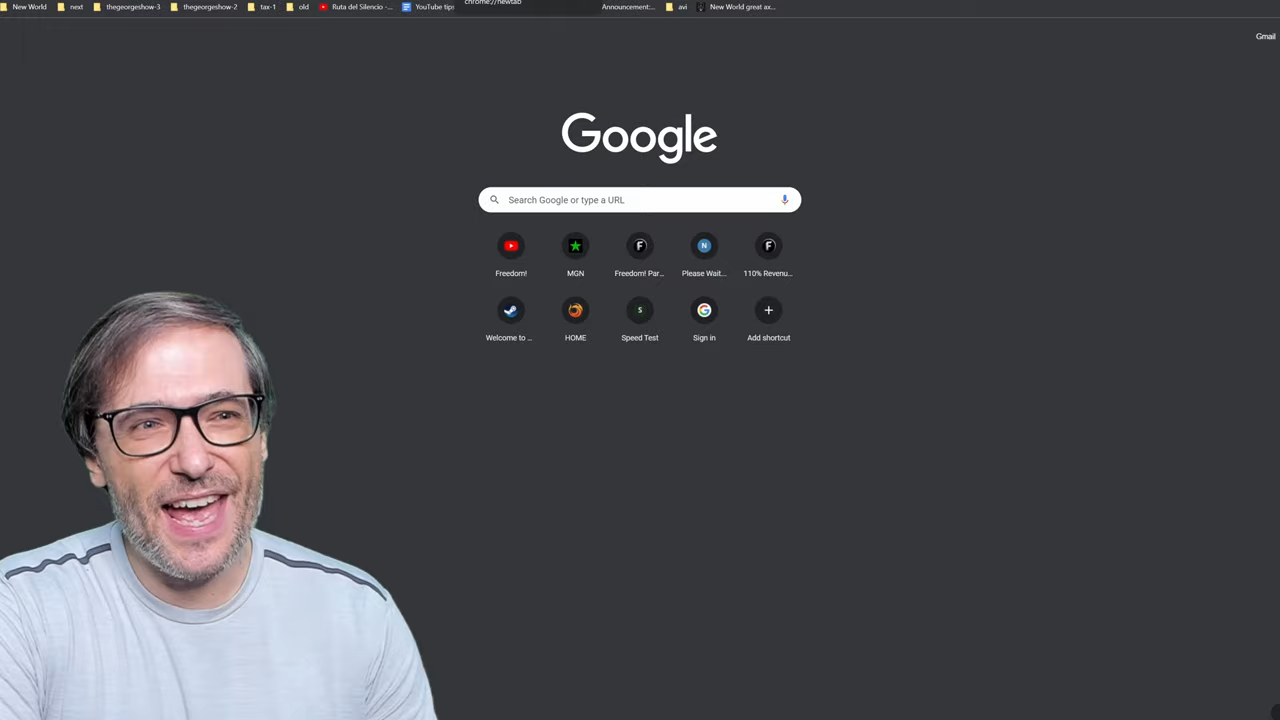 New World next thegeorgeshow-3 thegeorgeshow-2 tax-1 old Ruta del Silencio -... YouTube tips chrome://newtab Announcement:... avi New World great ax...
Gmail
Google
Search Google or type a URL
Freedom! MGN Freedom! Par... Please Wait... 110% Revenu...
Welcome to ... HOME Speed Test Sign in Add shortcut